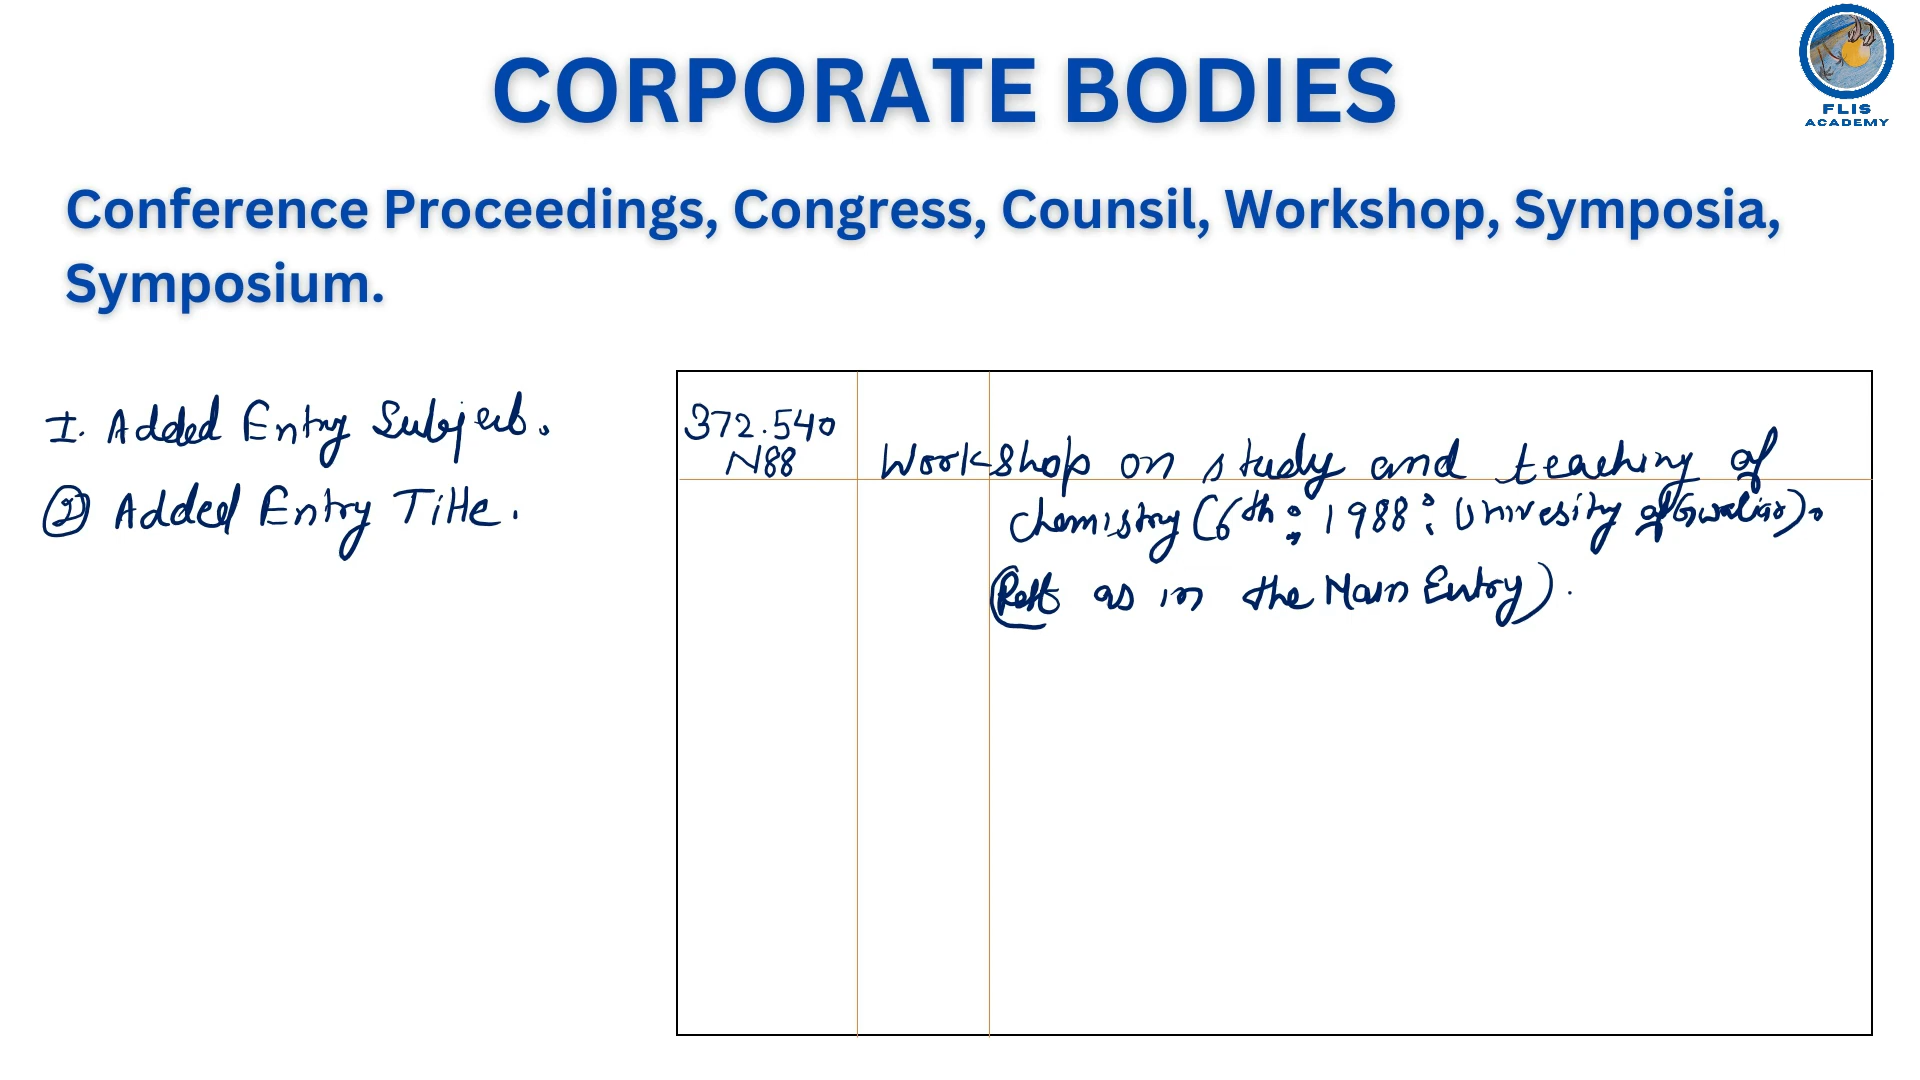 CORPORATE BODIES
FLIS
ACADEMY
Conference Proceedings, Congress, Counsil, Workshop, Symposia,
Symposium.
I. Added Entry Subject.
② Added Entry Title.
372.540
N88
Workshop on study and teaching of
chemistry (6th : 1988 : Univesity of Gwalior).
(Rest as in the Main Entry).